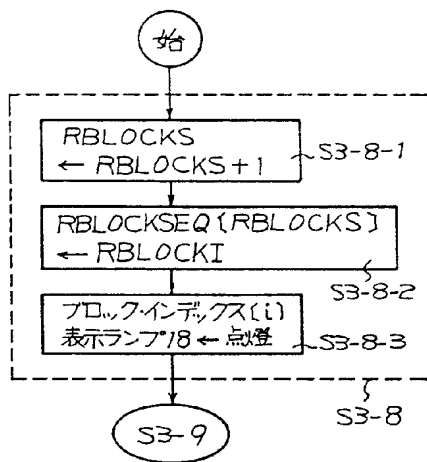 始
RBLOCKS
← RBLOCKS+1
S3-8-1
RBLOCKSEQ{RBLOCKS}
← RBLOCKI
S3-8-2
ブロック・インデックス{i}
表示ランプ18 ← 点燈
S3-8-3
S3-8
S3-9